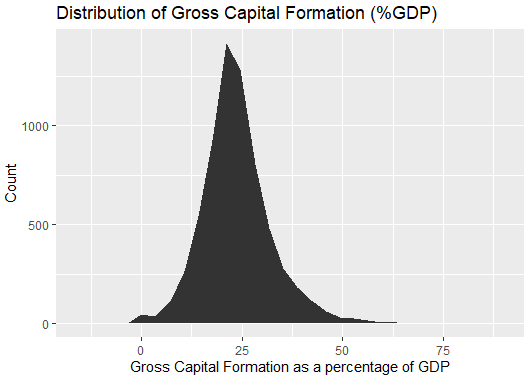 Distribution of Gross Capital Formation (%GDP)
Count
1000
500
0
0 25 50 75
Gross Capital Formation as a percentage of GDP